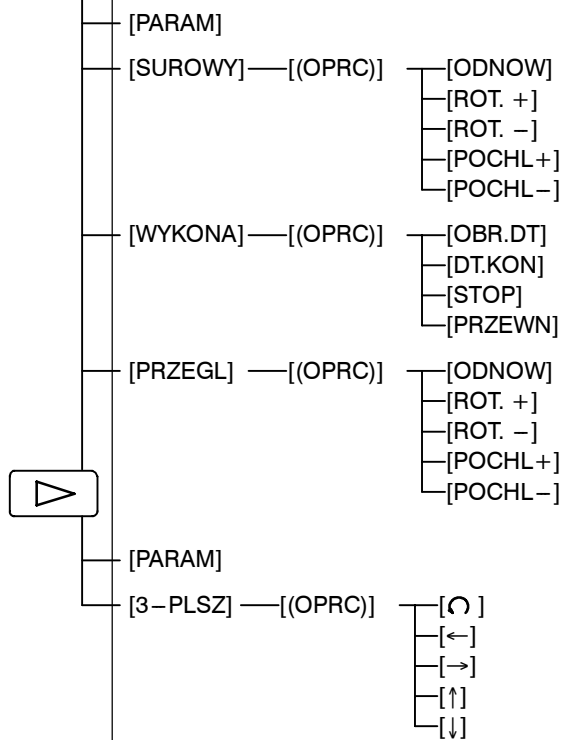 [PARAM]
[SUROWY] [(OPRC)] [ODNOW]
[ROT. +]
[ROT. −]
[POCHL+]
[POCHL−]
[WYKONA] [(OPRC)] [OBR.DT]
[DT.KON]
[STOP]
[PRZEWN]
[PRZEGL] [(OPRC)] [ODNOW]
[ROT. +]
[ROT. −]
[POCHL+]
[POCHL−]
[PARAM]
[3−PLSZ] [(OPRC)] [↺]
[←]
[→]
[↑]
[↓]